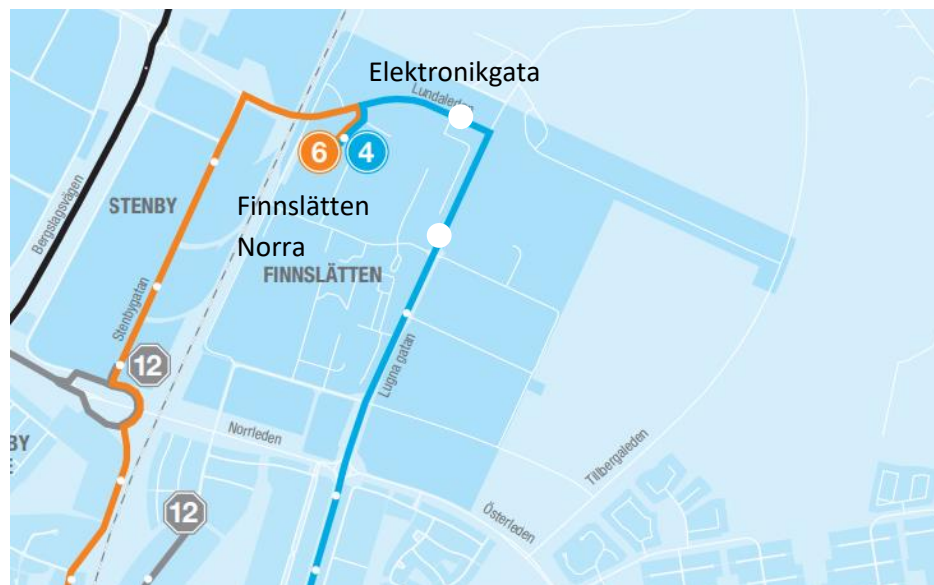 Elektronikgata
Lundaleden
Bergslagsvägen
6
4
STENBY
Finnslätten
Norra
FINNSLÄTTEN
Stenbygatan
12
Lugna gatan
Norrleden
BY
Tillbergaleden
12
Österleden